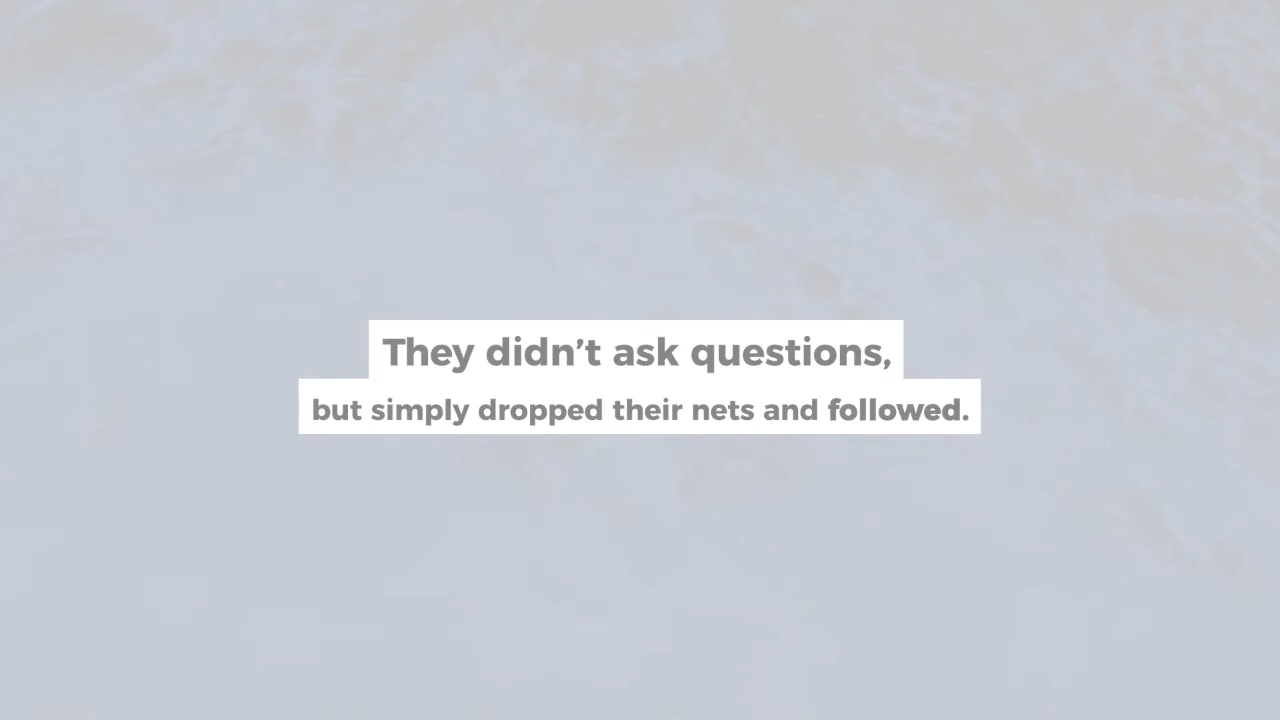 They didn’t ask questions,
but simply dropped their nets and followed.